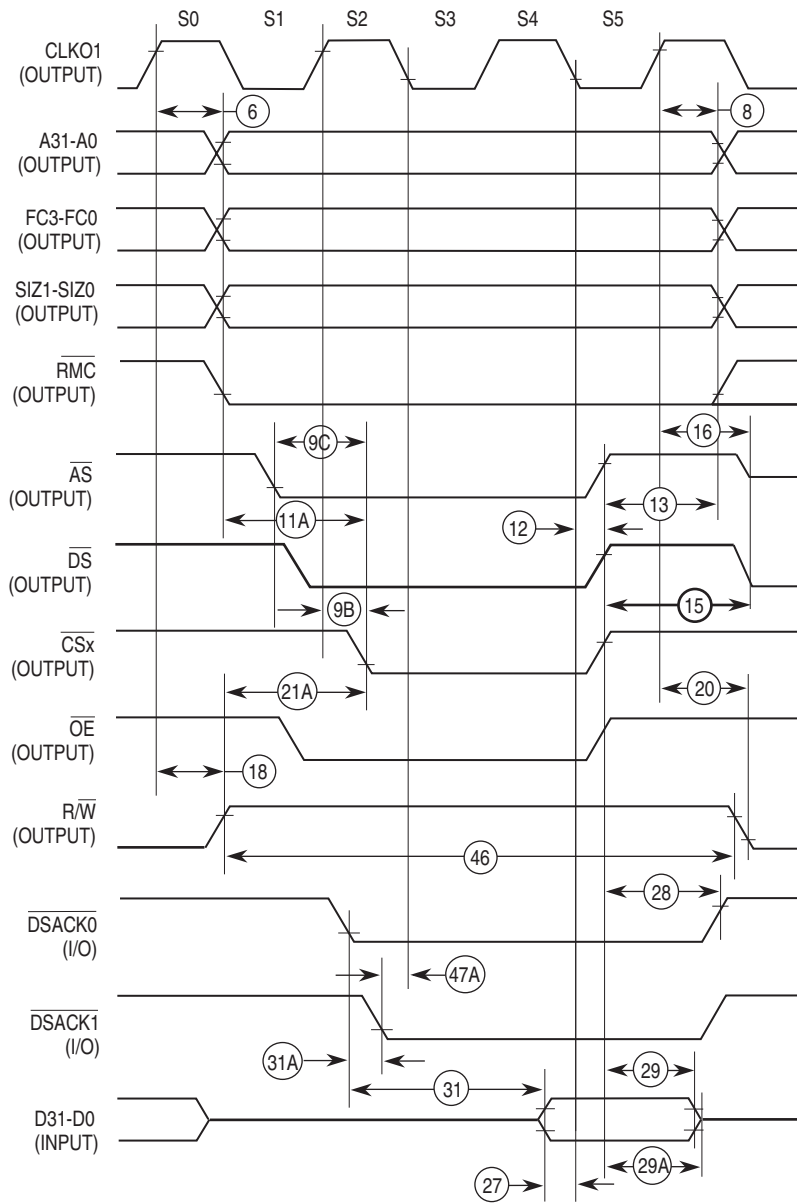 S0 S1 S2 S3 S4 S5
CLKO1
(OUTPUT)
6 8
A31-A0
(OUTPUT)
FC3-FC0
(OUTPUT)
SIZ1-SIZ0
(OUTPUT)
RMC
(OUTPUT)
16
9C
AS
(OUTPUT)
11A 12 13
DS
(OUTPUT)
9B 15
CSx
(OUTPUT)
21A 20
OE
(OUTPUT)
18
R/W
(OUTPUT)
46
28
DSACK0
(I/O)
47A
DSACK1
(I/O)
31A 29
31
D31-D0
(INPUT)
29A
27